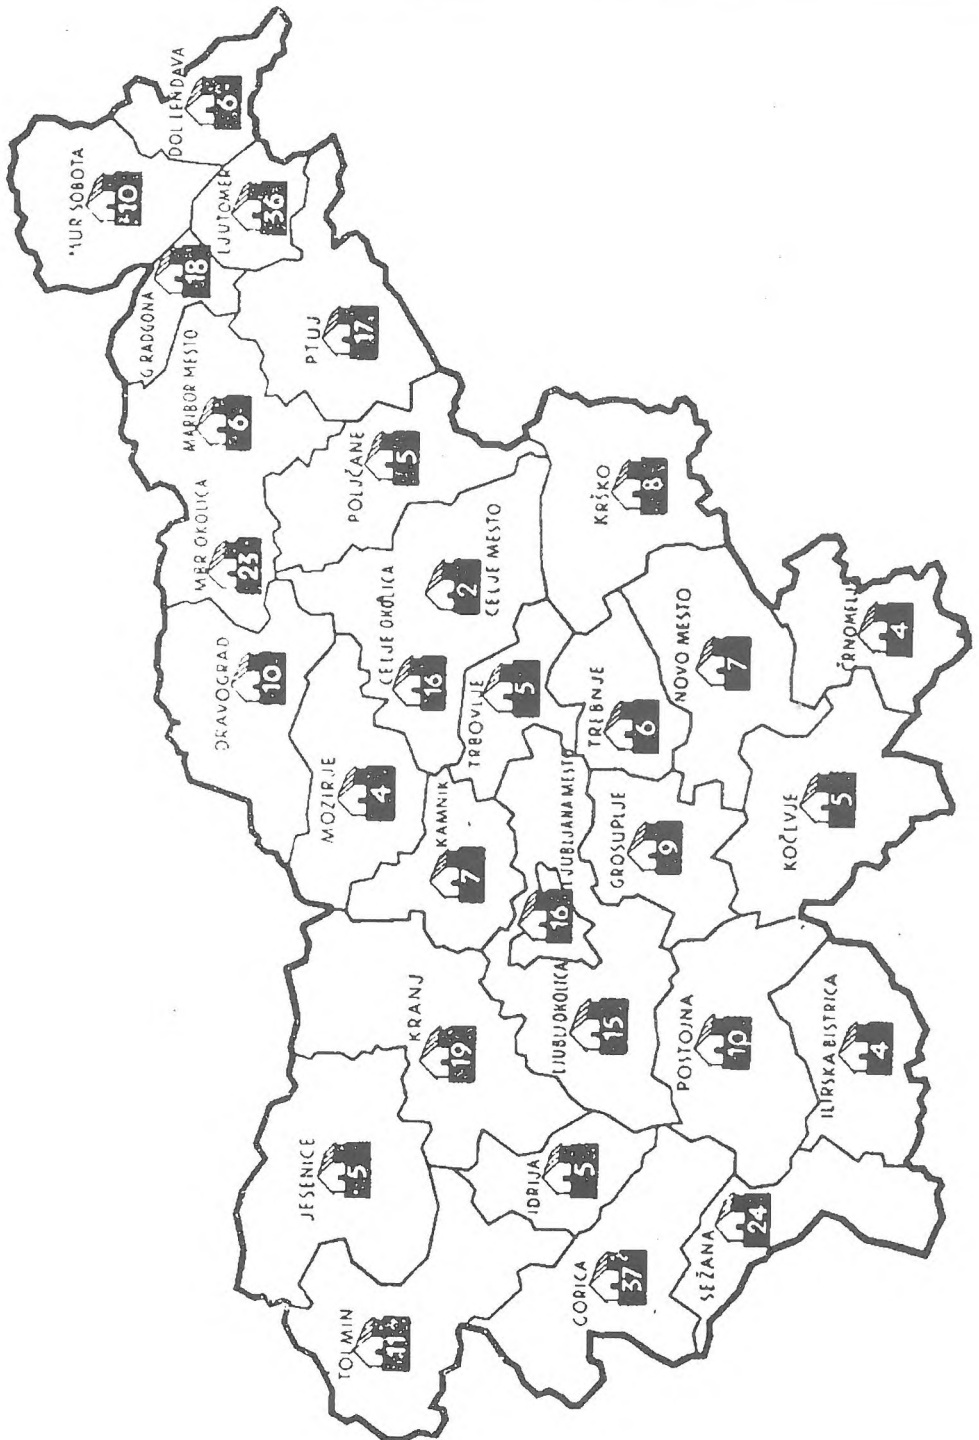 MUR SOBOTA
10
DOL LENDAVA
6
GRADGONA
18
LJUTOMER
36
MARIBOR MESTO
6
PTUJ
17
MBR OKOLICA
23
POLJČANE
5
DRAVOGRAD
10
CELJE OKOLICA
16
CELJE MESTO
2
MOZIRJE
4
TRBOVLJE
5
KRŠKO
8
KAMNIK
7
TREBNJE
6
NOVO MESTO
7
ČRNOMELJ
4
LJUBLJANA MESTO
16
GROSUPLJE
9
KOČEVJE
5
JESENICE
5
KRANJ
19
LJUBLJ OKOLICA
15
POSTOJNA
10
ILIRSKA BISTRICA
4
TOLMIN
11
IDRIJA
5
GORICA
37
SEŽANA
24